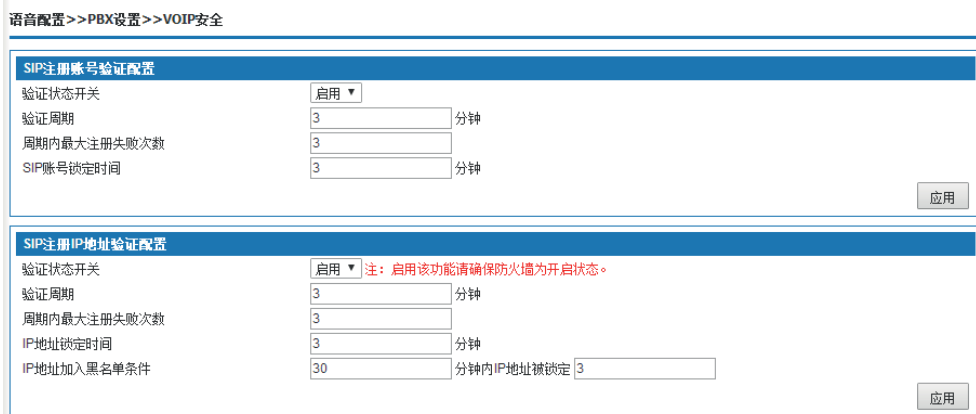 语音配置>>PBX设置>>VOIP安全
SIP注册账号验证配置
验证状态开关 启用
验证周期 3 分钟
周期内最大注册失败次数 3
SIP账号锁定时间 3 分钟
应用
SIP注册IP地址验证配置
验证状态开关 启用 注：启用该功能请确保防火墙为开启状态。
验证周期 3 分钟
周期内最大注册失败次数 3
IP地址锁定时间 3 分钟
IP地址加入黑名单条件 30 分钟内IP地址被锁定 3
应用